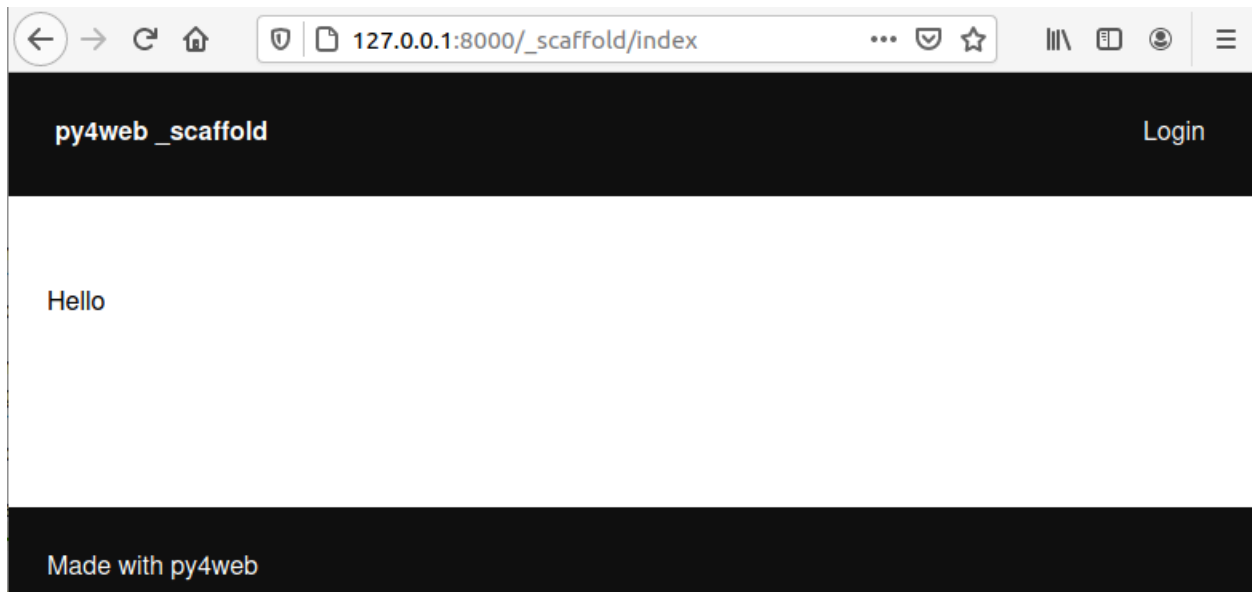 127.0.0.1:8000/_scaffold/index
py4web _scaffold
Login
Hello
Made with py4web